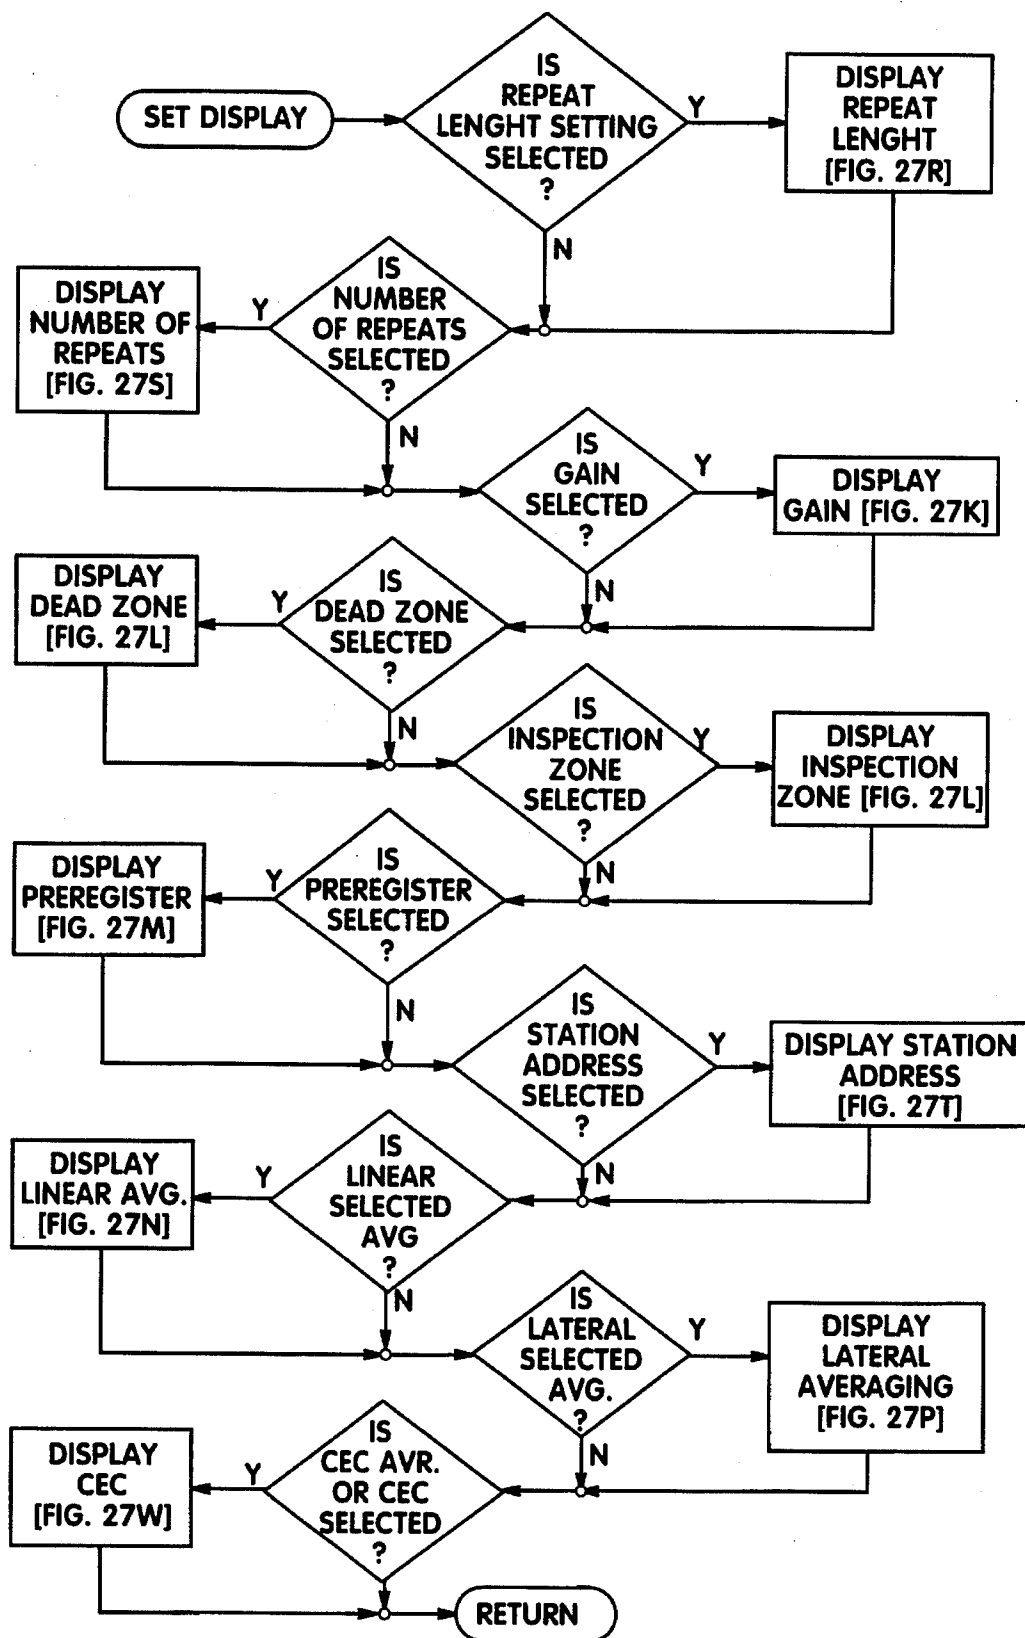 SET DISPLAY
IS
REPEAT
LENGHT SETTING
SELECTED
?
Y
DISPLAY
REPEAT
LENGHT
[FIG. 27R]
N
IS
NUMBER
OF REPEATS
SELECTED
?
Y
DISPLAY
NUMBER OF
REPEATS
[FIG. 27S]
N
IS
GAIN
SELECTED
?
Y
DISPLAY
GAIN [FIG. 27K]
N
IS
DEAD ZONE
SELECTED
?
Y
DISPLAY
DEAD ZONE
[FIG. 27L]
N
IS
INSPECTION
ZONE
SELECTED
?
Y
DISPLAY
INSPECTION
ZONE [FIG. 27L]
N
IS
PREREGISTER
SELECTED
?
Y
DISPLAY
PREREGISTER
[FIG. 27M]
N
IS
STATION
ADDRESS
SELECTED
?
Y
DISPLAY STATION
ADDRESS
[FIG. 27T]
N
IS
LINEAR
SELECTED
AVG
?
Y
DISPLAY
LINEAR AVG.
[FIG. 27N]
N
IS
LATERAL
SELECTED
AVG.
?
Y
DISPLAY
LATERAL
AVERAGING
[FIG. 27P]
N
IS
CEC AVR.
OR CEC
SELECTED
?
Y
DISPLAY
CEC
[FIG. 27W]
N
RETURN